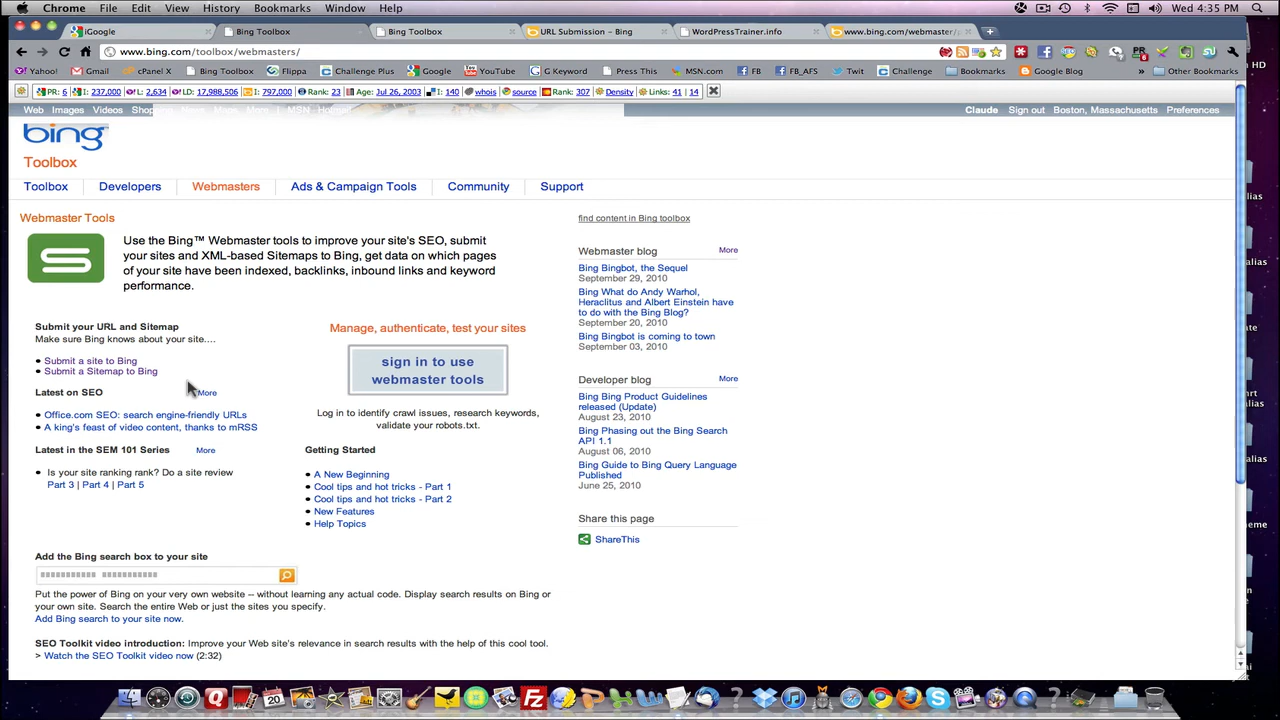 Chrome File Edit View History Bookmarks Window Help Wed 4:35 PM
iGoogle Bing Toolbox Bing Toolbox URL Submission – Bing WordPressTrainer.info www.bing.com/webmaster/
www.bing.com/toolbox/webmasters/
Yahoo! Gmail cPanel X Bing Toolbox Flippa Challenge Plus Google YouTube G Keyword Press This MSN.com FB FB_AFS Twit Challenge Bookmarks Google Blog » Other Bookmarks
PR: 6 I: 237,000 L: 2,634 LD: 17,988,506 I: 797,000 Rank: 23 Age: Jul 26, 2003 I: 140 whois source Rank: 307 Density Links: 41 | 14
Web Images Videos MSN Claude Sign out Boston, Massachusetts Preferences
bing
Toolbox
Toolbox Developers Webmasters Ads & Campaign Tools Community Support
Webmaster Tools
Use the Bing™ Webmaster tools to improve your site's SEO, submit
your sites and XML-based Sitemaps to Bing, get data on which pages
of your site have been indexed, backlinks, inbound links and keyword
performance.
Submit your URL and Sitemap
Make sure Bing knows about your site....
• Submit a site to Bing
• Submit a Sitemap to Bing
Latest on SEO More
• Office.com SEO: search engine-friendly URLs
• A king's feast of video content, thanks to mRSS
Latest in the SEM 101 Series More
• Is your site ranking rank? Do a site review
Part 3 | Part 4 | Part 5
Manage, authenticate, test your sites
sign in to use
webmaster tools
Log in to identify crawl issues, research keywords,
validate your robots.txt.
Getting Started
• A New Beginning
• Cool tips and hot tricks - Part 1
• Cool tips and hot tricks - Part 2
• New Features
• Help Topics
Add the Bing search box to your site
Put the power of Bing on your very own website -- without learning any actual code. Display search results on Bing or
your own site. Search the entire Web or just the sites you specify.
Add Bing search to your site now.
SEO Toolkit video introduction: Improve your Web site's relevance in search results with the help of this cool tool.
> Watch the SEO Toolkit video now (2:32)
find content in Bing toolbox
Webmaster blog More
Bing Bingbot, the Sequel
September 29, 2010
Bing What do Andy Warhol,
Heraclitus and Albert Einstein have
to do with the Bing Blog?
September 20, 2010
Bing Bingbot is coming to town
September 03, 2010
Developer blog More
Bing Bing Product Guidelines
released (Update)
August 23, 2010
Bing Phasing out the Bing Search
API 1.1
August 06, 2010
Bing Guide to Bing Query Language
Published
June 25, 2010
Share this page
ShareThis